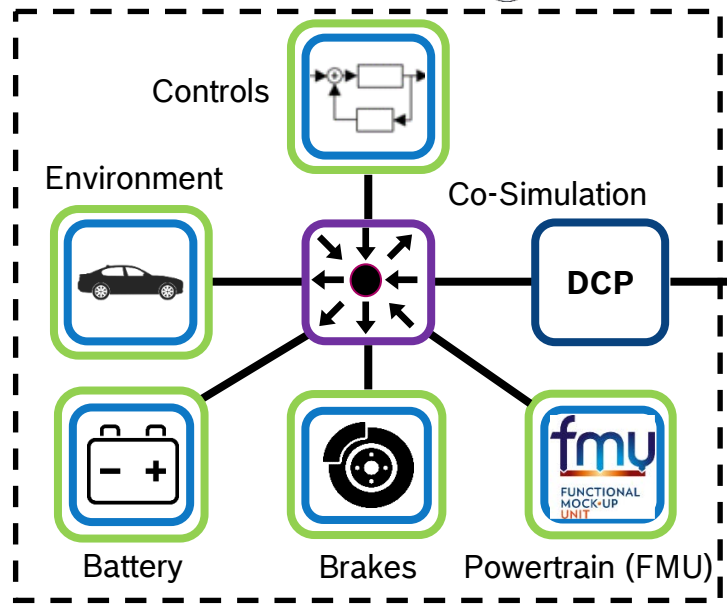 Controls
Environment
Co-Simulation
DCP
fmu
FUNCTIONAL
MOCK-UP
UNIT
Battery
Brakes
Powertrain (FMU)